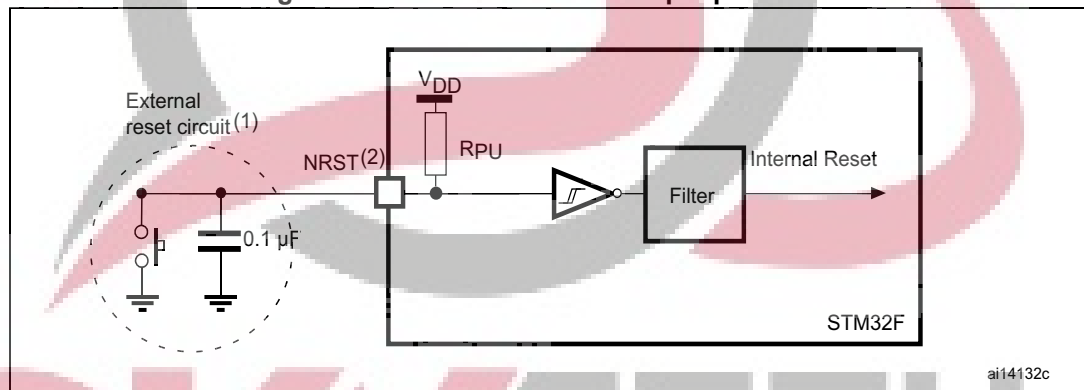 VDD
External
reset circuit(1)
NRST(2)
RPU
Internal Reset
Filter
0.1 µF
STM32F
ai14132c